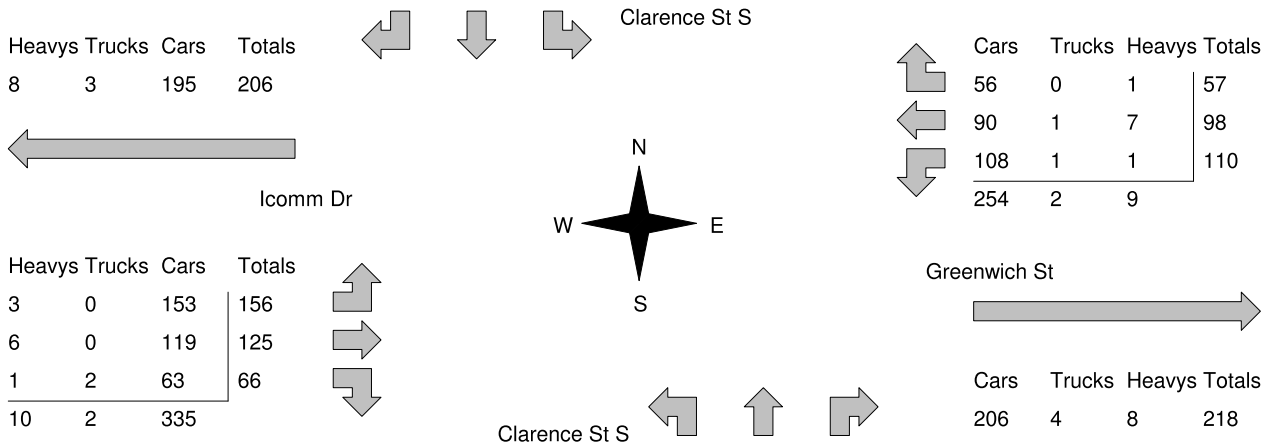 Clarence St S
Heavys Trucks Cars Totals
8 3 195 206
Cars Trucks Heavys Totals
56 0 1 57
90 1 7 98
108 1 1 110
254 2 9
N
W E
S
Icomm Dr
Heavys Trucks Cars Totals
3 0 153 156
6 0 119 125
1 2 63 66
10 2 335
Greenwich St
Cars Trucks Heavys Totals
206 4 8 218
Clarence St S